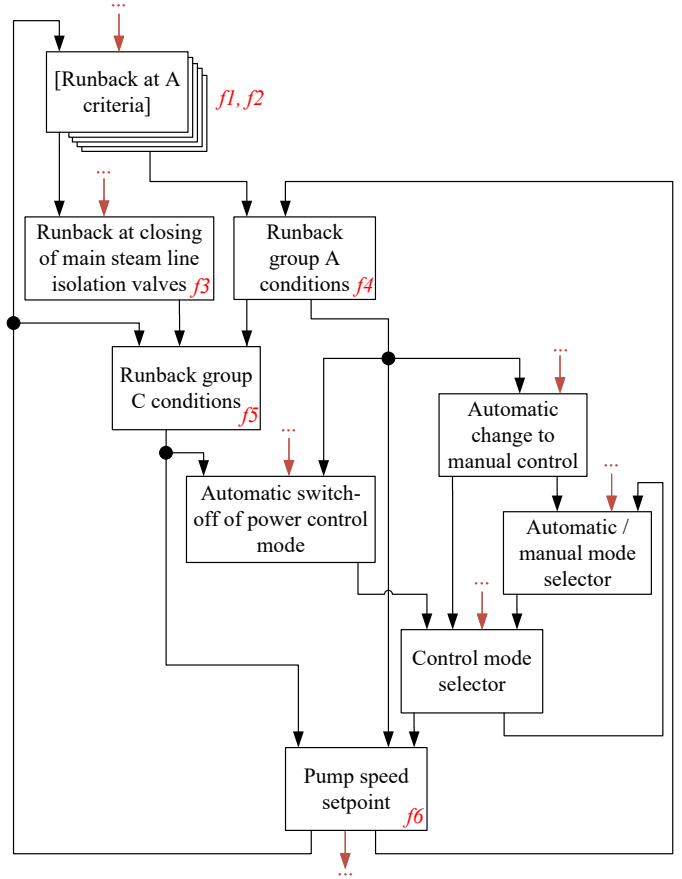 ...
[Runback at A
criteria]
f1, f2
...
Runback at closing
of main steam line
isolation valves f3
Runback
group A
conditions f4
Runback group
C conditions f5
...
Automatic
change to
manual control
...
Automatic switch-
off of power control
mode
...
Automatic /
manual mode
selector
...
Control mode
selector
Pump speed
setpoint
f6
...